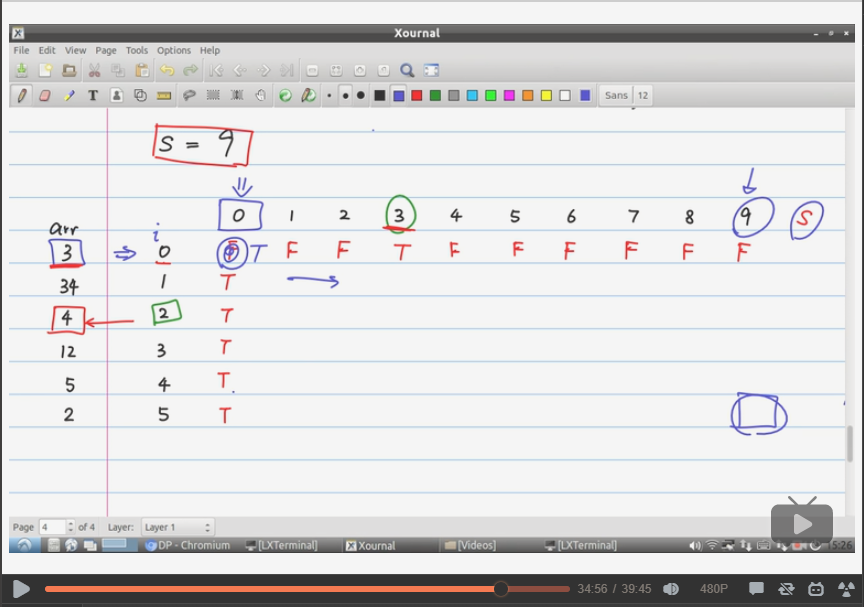 Xournal
File Edit View Page Tools Options Help
Sans 12
S = 9
arr i 0 1 2 3 4 5 6 7 8 9 S
3 ⇒ 0 T F F T F F F F F F
34 1 T
4 2 T
12 3 T
5 4 T
2 5 T
Page 4 of 4 Layer: Layer 1
DP - Chromium [LXTerminal] Xournal [Videos] [LXTerminal] 15:26
34:56 / 39:45 480P